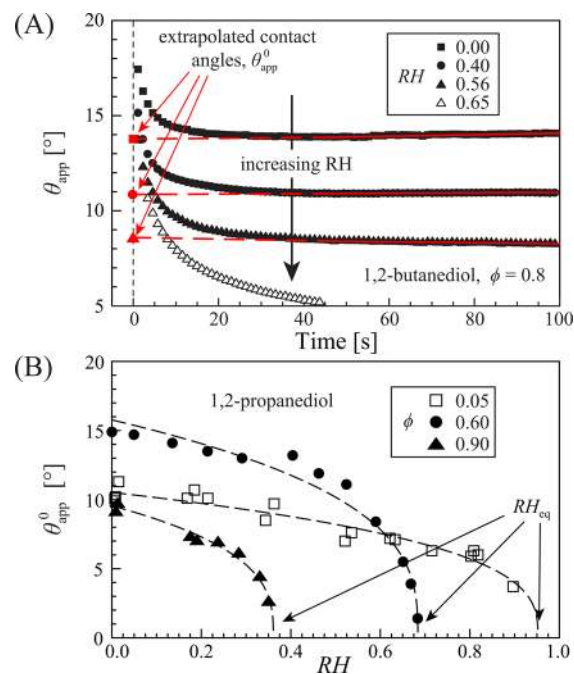 (A)
20
15
10
5
θapp [°]
extrapolated contact
angles, θ⁰app
RH
■ 0.00
● 0.40
▲ 0.56
△ 0.65
increasing RH
1,2-butanediol, ϕ = 0.8
0 20 40 60 80 100
Time [s]
(B)
20
15
10
5
0
θ⁰app [°]
1,2-propanediol
ϕ
□ 0.05
● 0.60
▲ 0.90
RHeq
0.0 0.2 0.4 0.6 0.8 1.0
RH